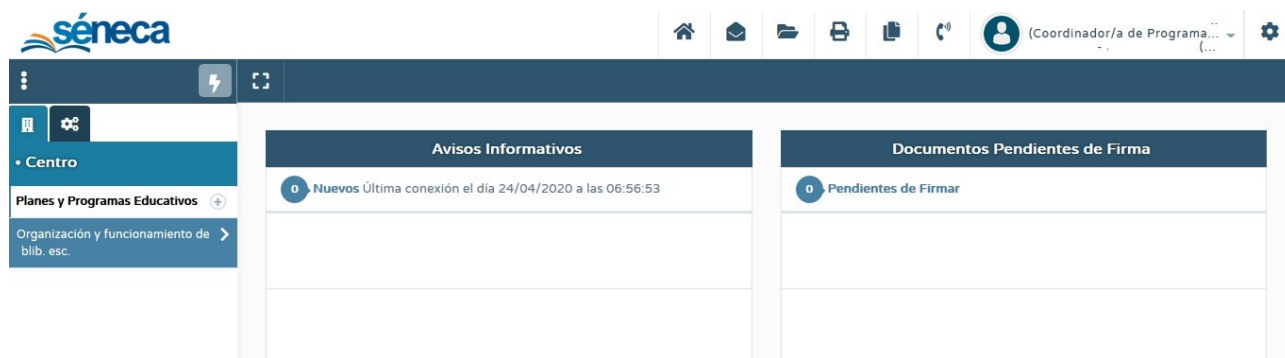 séneca
(Coordinador/a de Programa...
(...
• Centro
Planes y Programas Educativos
Organización y funcionamiento de
blib. esc.
Avisos Informativos
0 Nuevos Última conexión el día 24/04/2020 a las 06:56:53
Documentos Pendientes de Firma
0 Pendientes de Firmar